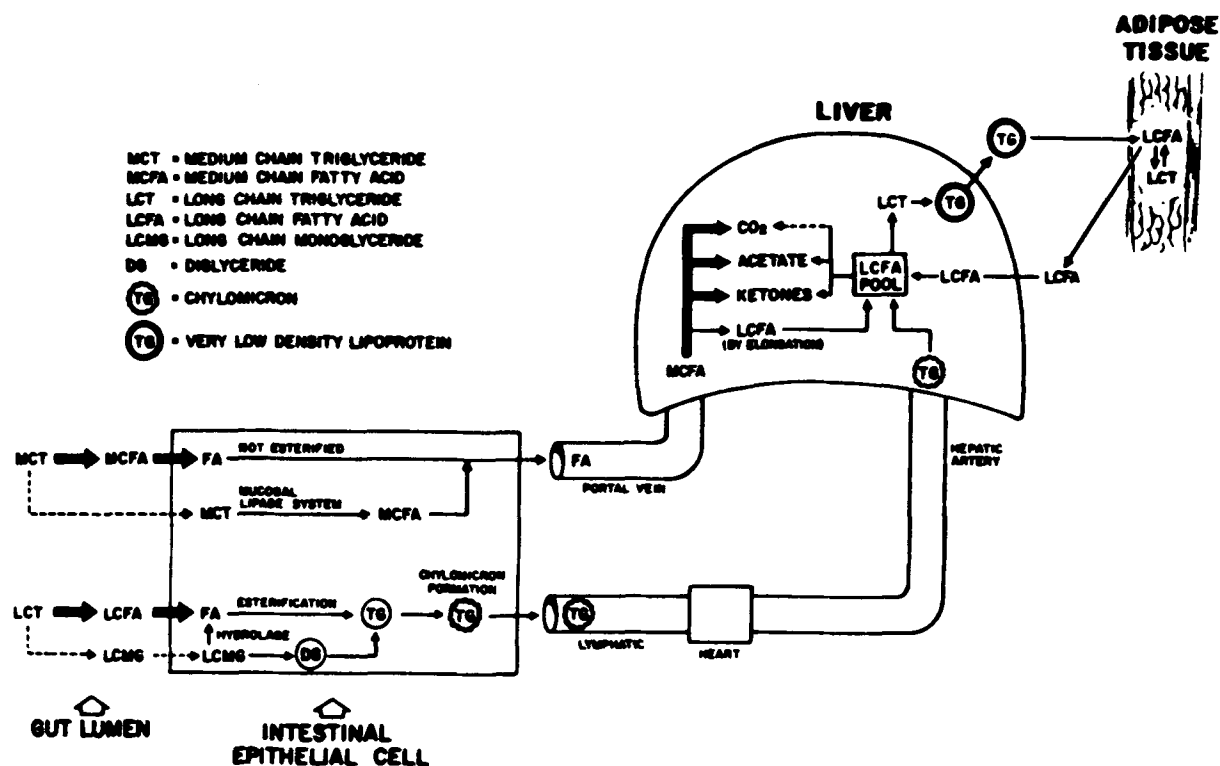 ADIPOSE
TISSUE
LIVER
MCT = MEDIUM CHAIN TRIGLYCERIDE
MCFA = MEDIUM CHAIN FATTY ACID
LCT = LONG CHAIN TRIGLYCERIDE
LCFA = LONG CHAIN FATTY ACID
LCMG = LONG CHAIN MONOGLYCERIDE
DG = DIGLYCERIDE
TG = CHYLOMICRON
TG = VERY LOW DENSITY LIPOPROTEIN
TG
LCFA
LCT
LCT
TG
CO₂
ACETATE
KETONES
LCFA
POOL
LCFA
LCFA
LCFA
(BY ELONGATION)
MCFA
TG
HEPATIC
ARTERY
MCT
MCFA
FA
NOT ESTERIFIED
FA
PORTAL VEIN
MUCOSAL
LIPASE SYSTEM
MCT
MCFA
CHYLOMICRON
FORMATION
LCT
LCFA
FA
ESTERIFICATION
TG
TG
TG
HYDROLASE
LCMG
LCMG
DG
LYMPHATIC
HEART
GUT LUMEN
INTESTINAL
EPITHELIAL CELL